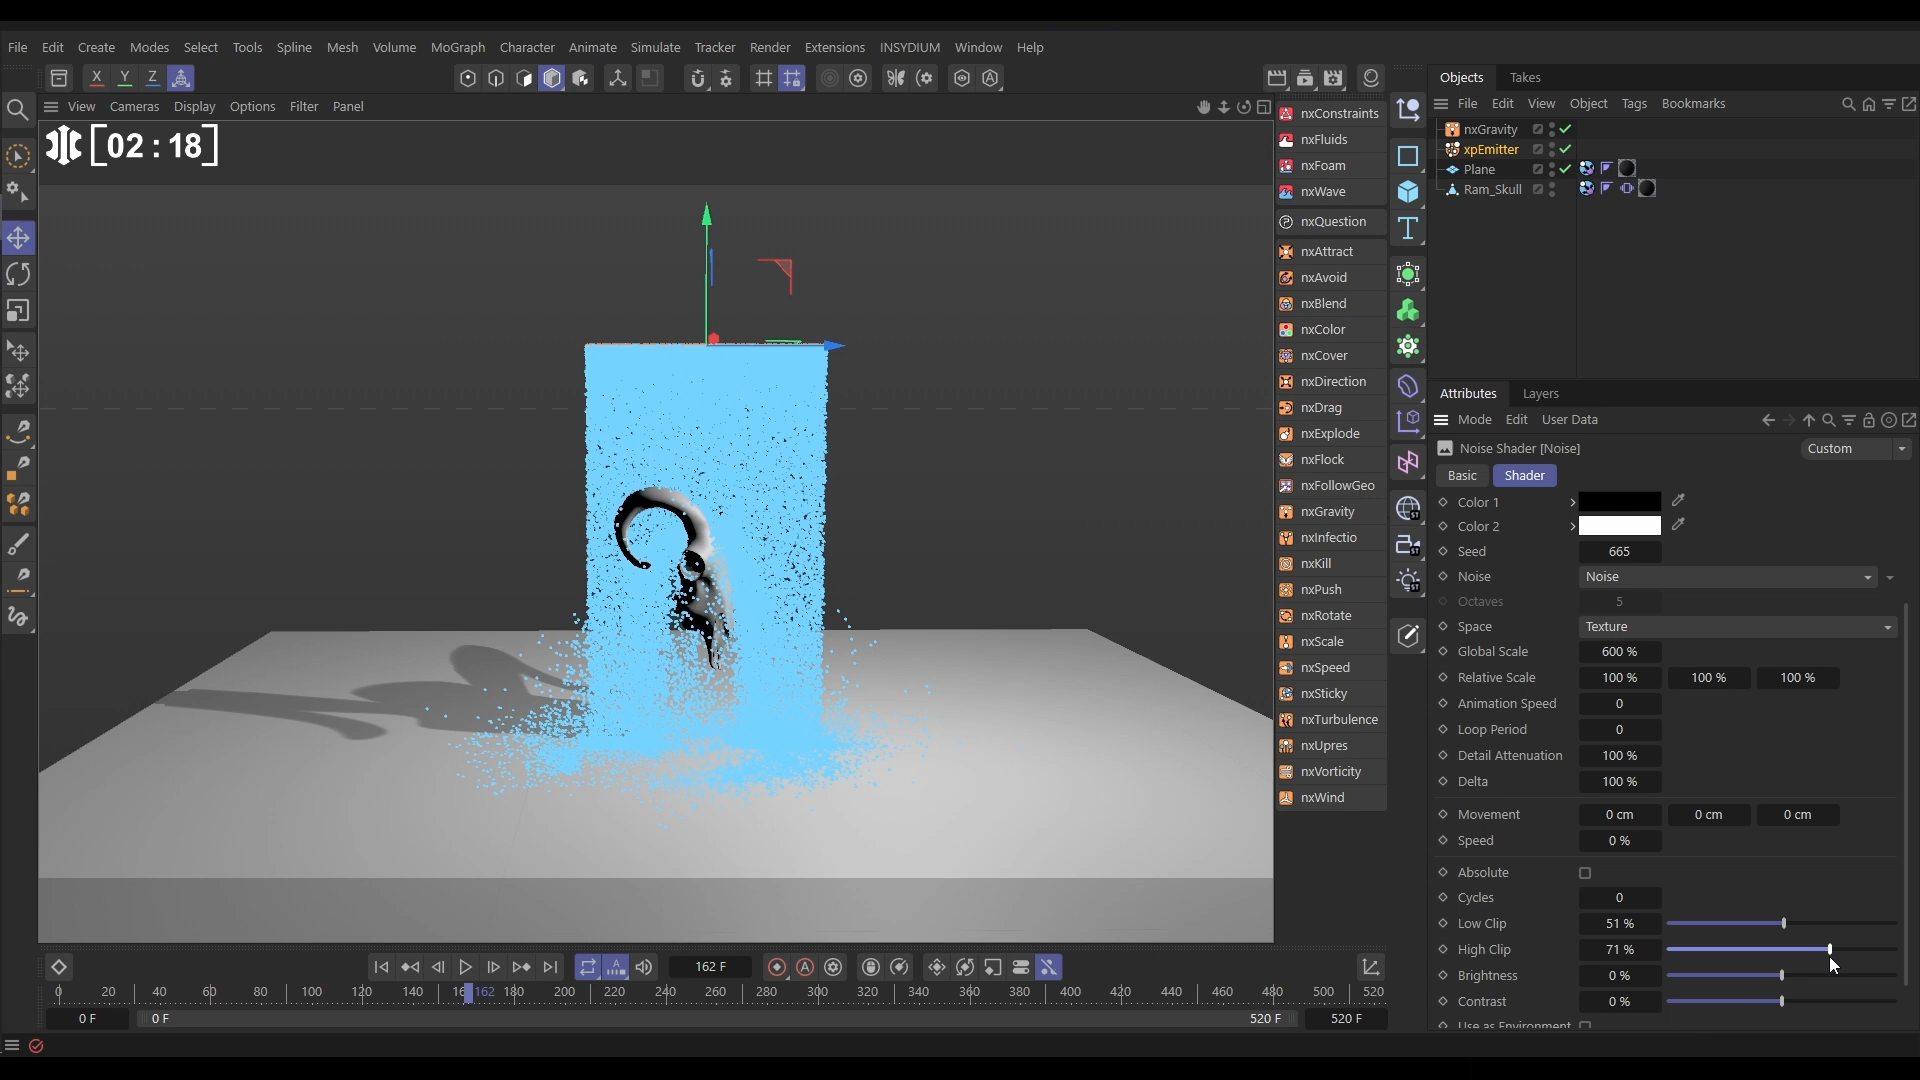 File Edit Create Modes Select Tools Spline Mesh Volume MoGraph Character Animate Simulate Tracker Render Extensions INSYDIUM Window Help
X Y Z
View Cameras Display Options Filter Panel
[02:18]
nxConstraints
nxFluids
nxFoam
nxWave
nxQuestion
nxAttract
nxAvoid
nxBlend
nxColor
nxCover
nxDirection
nxDrag
nxExplode
nxFlock
nxFollowGeo
nxGravity
nxInfectio
nxKill
nxPush
nxRotate
nxScale
nxSpeed
nxSticky
nxTurbulence
nxUpres
nxVorticity
nxWind
Objects Takes
File Edit View Object Tags Bookmarks
nxGravity
xpEmitter
Plane
Ram_Skull
Attributes Layers
Mode Edit User Data
Noise Shader [Noise] Custom
Basic Shader
Color 1
Color 2
Seed 665
Noise Noise
Octaves 5
Space Texture
Global Scale 600 %
Relative Scale 100 % 100 % 100 %
Animation Speed 0
Loop Period 0
Detail Attenuation 100 %
Delta 100 %
Movement 0 cm 0 cm 0 cm
Speed 0 %
Absolute
Cycles 0
Low Clip 51 %
High Clip 71 %
Brightness 0 %
Contrast 0 %
Use as Environment
162 F
0 20 40 60 80 100 120 140 16 162 180 200 220 240 260 280 300 320 340 360 380 400 420 440 460 480 500 520
0 F 0 F 520 F 520 F